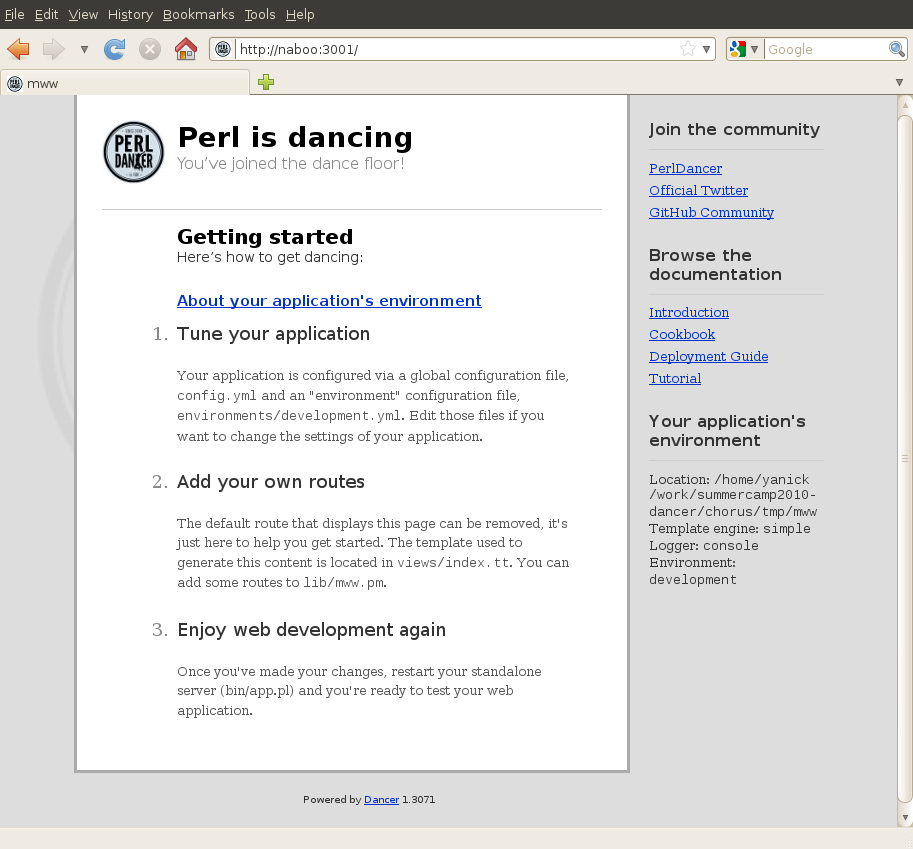 File Edit View History Bookmarks Tools Help
http://naboo:3001/
Google
mww
PERL
DANCER
Perl is dancing
You've joined the dance floor!
Getting started
Here's how to get dancing:
About your application's environment
1. Tune your application
Your application is configured via a global configuration file,
config.yml and an "environment" configuration file,
environments/development.yml. Edit those files if you
want to change the settings of your application.
2. Add your own routes
The default route that displays this page can be removed, it's
just here to help you get started. The template used to
generate this content is located in views/index.tt. You can
add some routes to lib/mww.pm.
3. Enjoy web development again
Once you've made your changes, restart your standalone
server (bin/app.pl) and you're ready to test your web
application.
Join the community
PerlDancer
Official Twitter
GitHub Community
Browse the
documentation
Introduction
Cookbook
Deployment Guide
Tutorial
Your application's
environment
Location: /home/yanick
/work/summercamp2010-
dancer/chorus/tmp/mww
Template engine: simple
Logger: console
Environment:
development
Powered by Dancer 1.3071